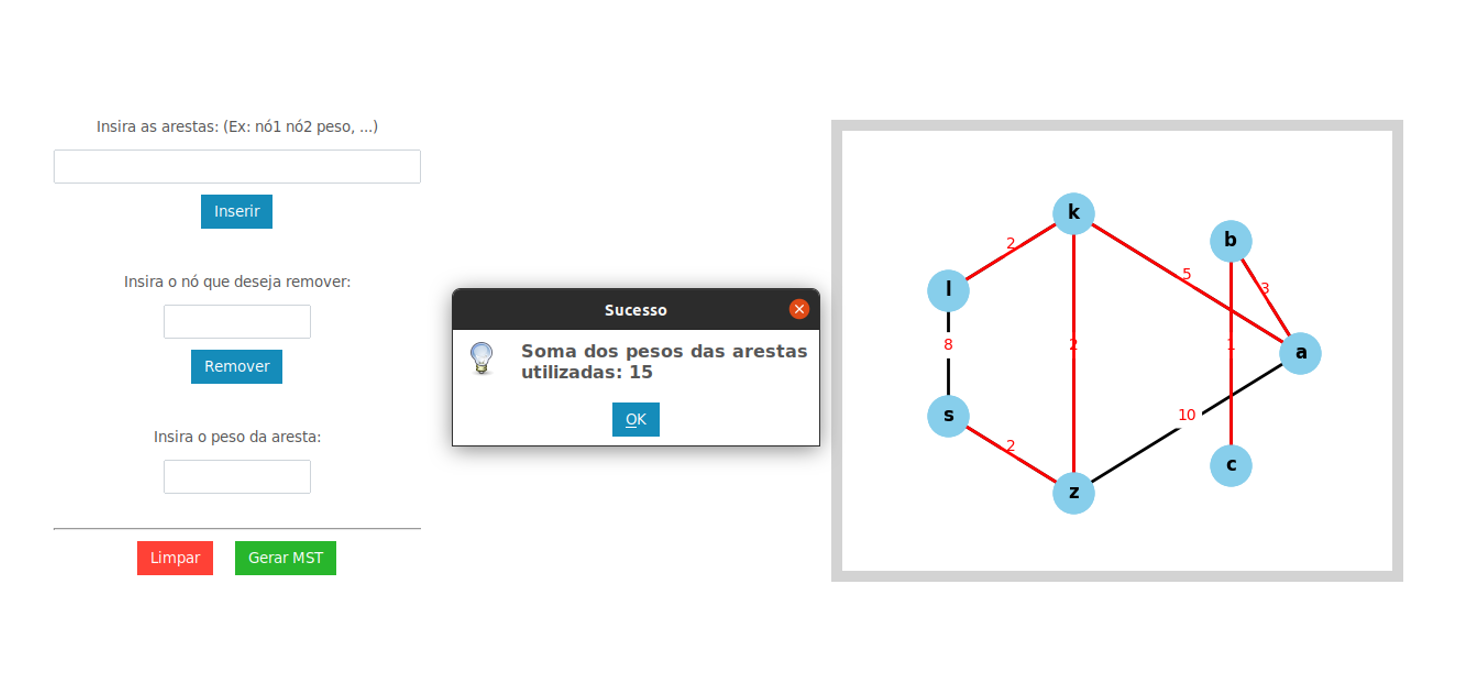 Insira as arestas: (Ex: nó1 nó2 peso, ...)
Inserir
Insira o nó que deseja remover:
Remover
Insira o peso da aresta:
Limpar
Gerar MST
Sucesso
Soma dos pesos das arestas
utilizadas: 15
OK
k
b
2
5
3
l
a
8
2
1
10
s
2
c
z